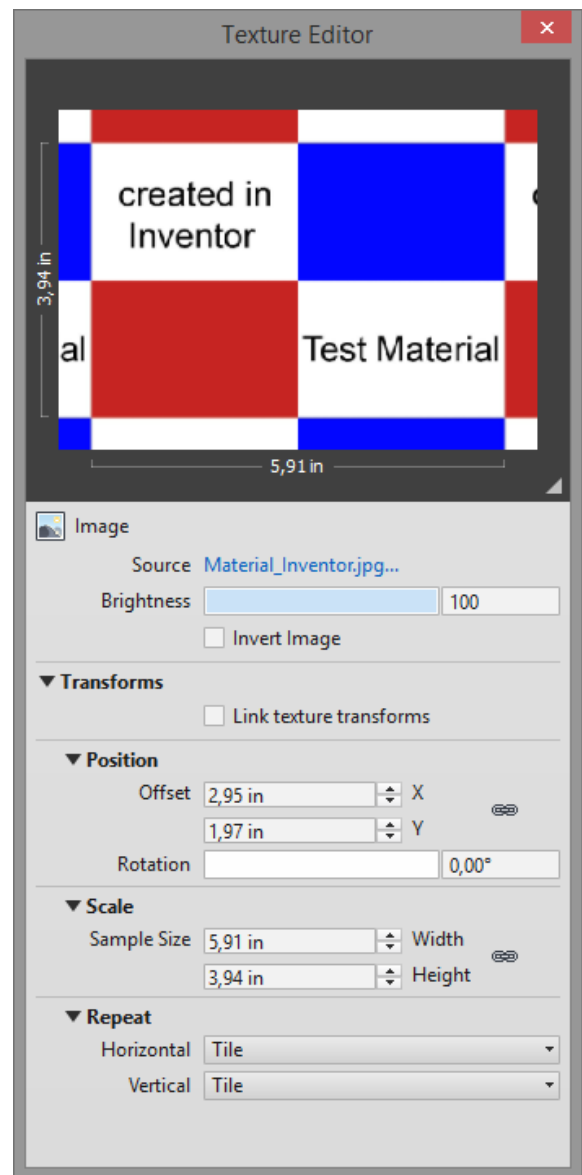 Texture Editor
created in
Inventor
3,94 in
al
Test Material
5,91 in
Image
Source Material_Inventor.jpg...
Brightness 100
Invert Image
Transforms
Link texture transforms
Position
Offset 2,95 in X
1,97 in Y
Rotation 0,00°
Scale
Sample Size 5,91 in Width
3,94 in Height
Repeat
Horizontal Tile
Vertical Tile